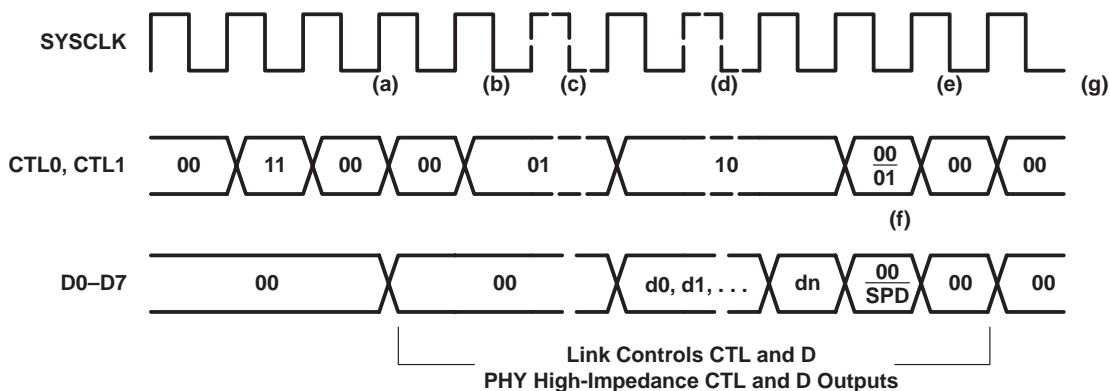 SYSCLK
(a) (b) (c) (d) (e) (g)
CTL0, CTL1 00 11 00 00 01 10 00 00 00
01
(f)
D0–D7 00 00 d0, d1, . . . dn 00 00 00
SPD
Link Controls CTL and D
PHY High-Impedance CTL and D Outputs